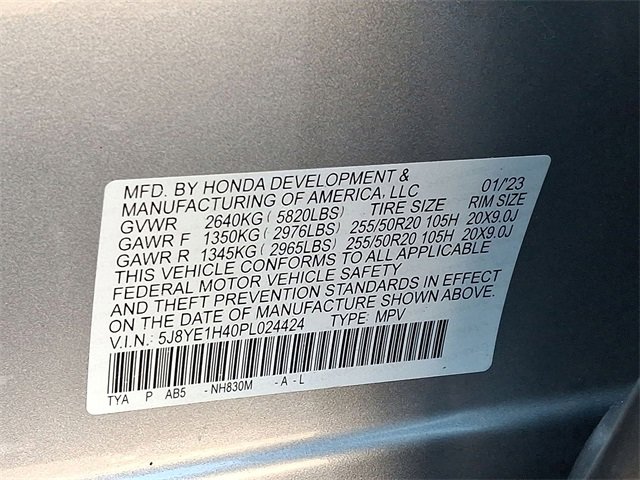 MFD. BY HONDA DEVELOPMENT &
MANUFACTURING OF AMERICA, LLC 01/'23
GVWR 2640KG ( 5820LBS) TIRE SIZE RIM SIZE
GAWR F 1350KG ( 2976LBS) 255/50R20 105H 20X9.0J
GAWR R 1345KG ( 2965LBS) 255/50R20 105H 20X9.0J
THIS VEHICLE CONFORMS TO ALL APPLICABLE
FEDERAL MOTOR VEHICLE SAFETY
AND THEFT PREVENTION STANDARDS IN EFFECT
ON THE DATE OF MANUFACTURE SHOWN ABOVE.
V.I.N.: 5J8YE1H40PL024424 TYPE: MPV
TYA P AB5 - NH830M - A - L